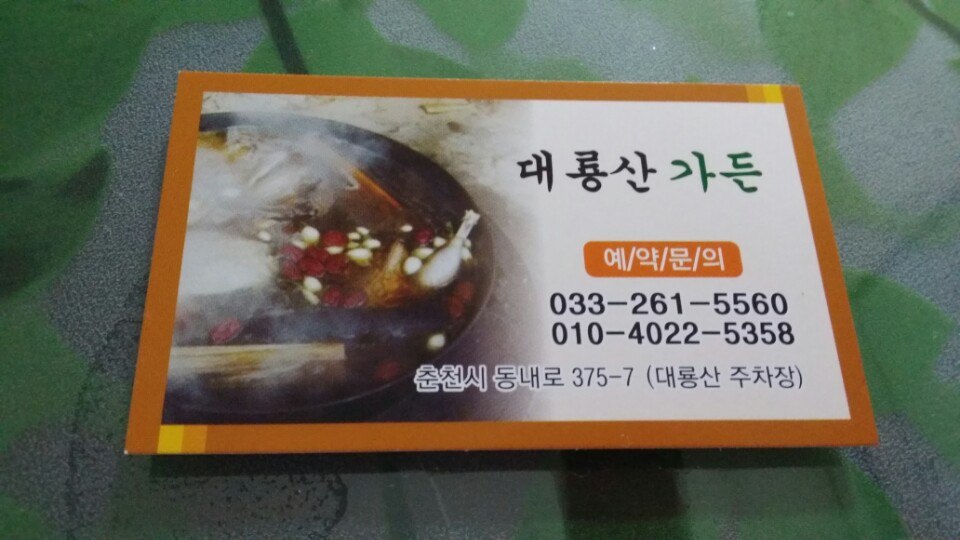 대룡산 가든
예/약/문/의
033-261-5560
010-4022-5358
춘천시 동내로 375-7 (대룡산 주차장)